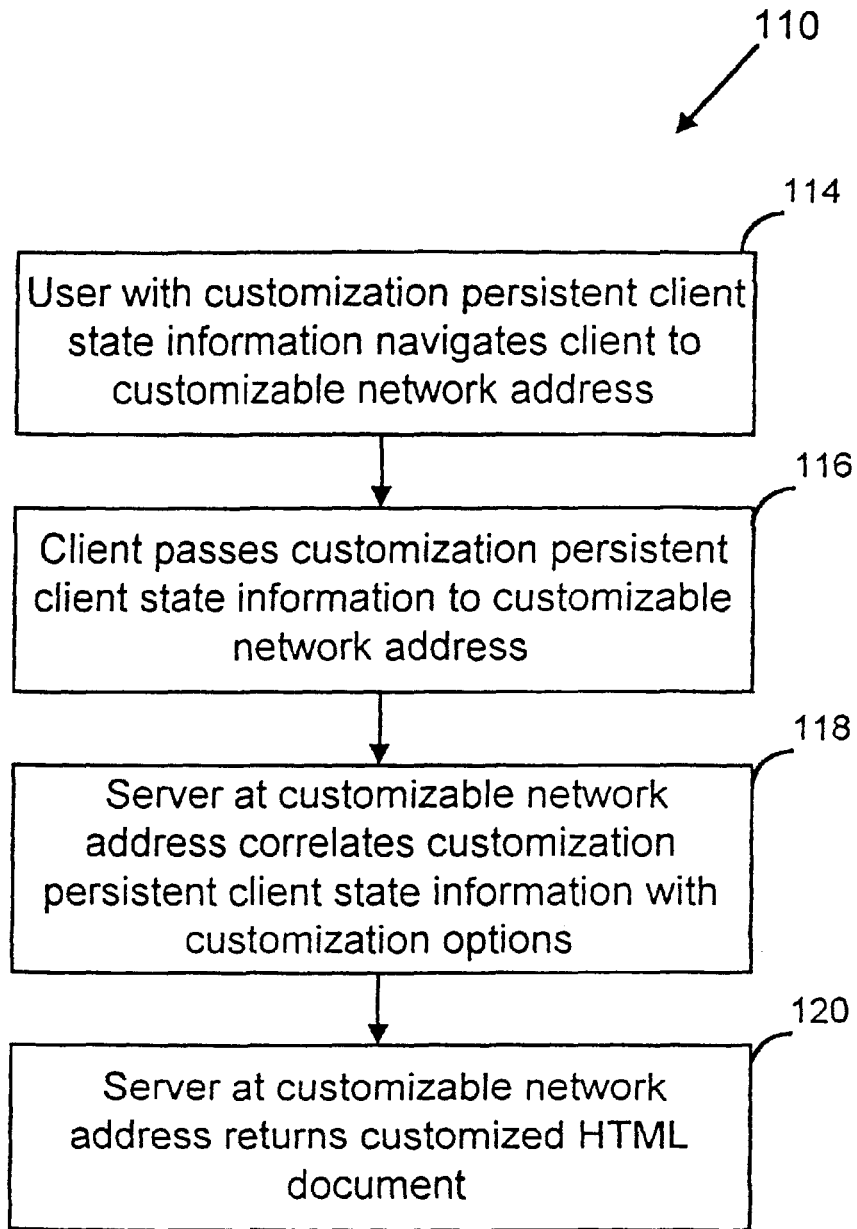 110
114
User with customization persistent client
state information navigates client to
customizable network address
116
Client passes customization persistent
client state information to customizable
network address
118
Server at customizable network
address correlates customization
persistent client state information with
customization options
120
Server at customizable network
address returns customized HTML
document